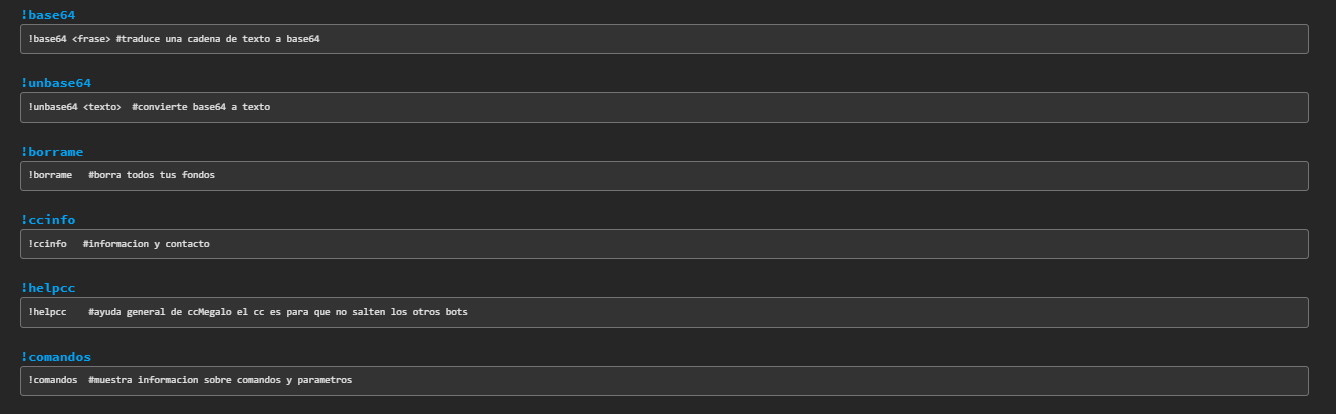 !base64
!base64 <frase> #traduce una cadena de texto a base64
!unbase64
!unbase64 <texto>  #convierte base64 a texto
!borrame
!borrame   #borra todos tus fondos
!ccinfo
!ccinfo   #informacion y contacto
!helpcc
!helpcc    #ayuda general de ccMegalo el cc es para que no salten los otros bots
!comandos
!comandos  #muestra informacion sobre comandos y parametros